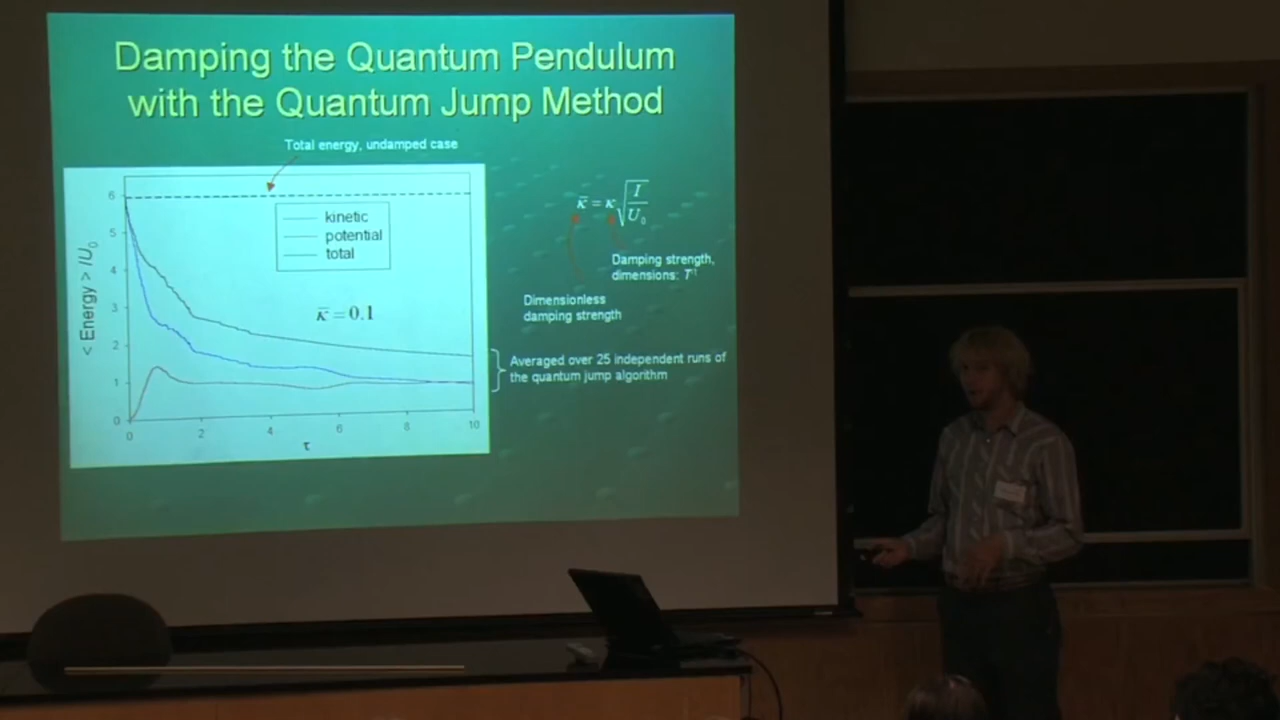 Damping the Quantum Pendulum
with the Quantum Jump Method
Total energy, undamped case
6
5
4
3
2
1
0
< Energy > /U₀
kinetic
potential
total
κ̄ = 0.1
0
2
4
6
8
10
τ
κ̄ = κ √(I/U₀)
Damping strength,
dimensions: T⁻¹
Dimensionless
damping strength
Averaged over 25 independent runs of
the quantum jump algorithm